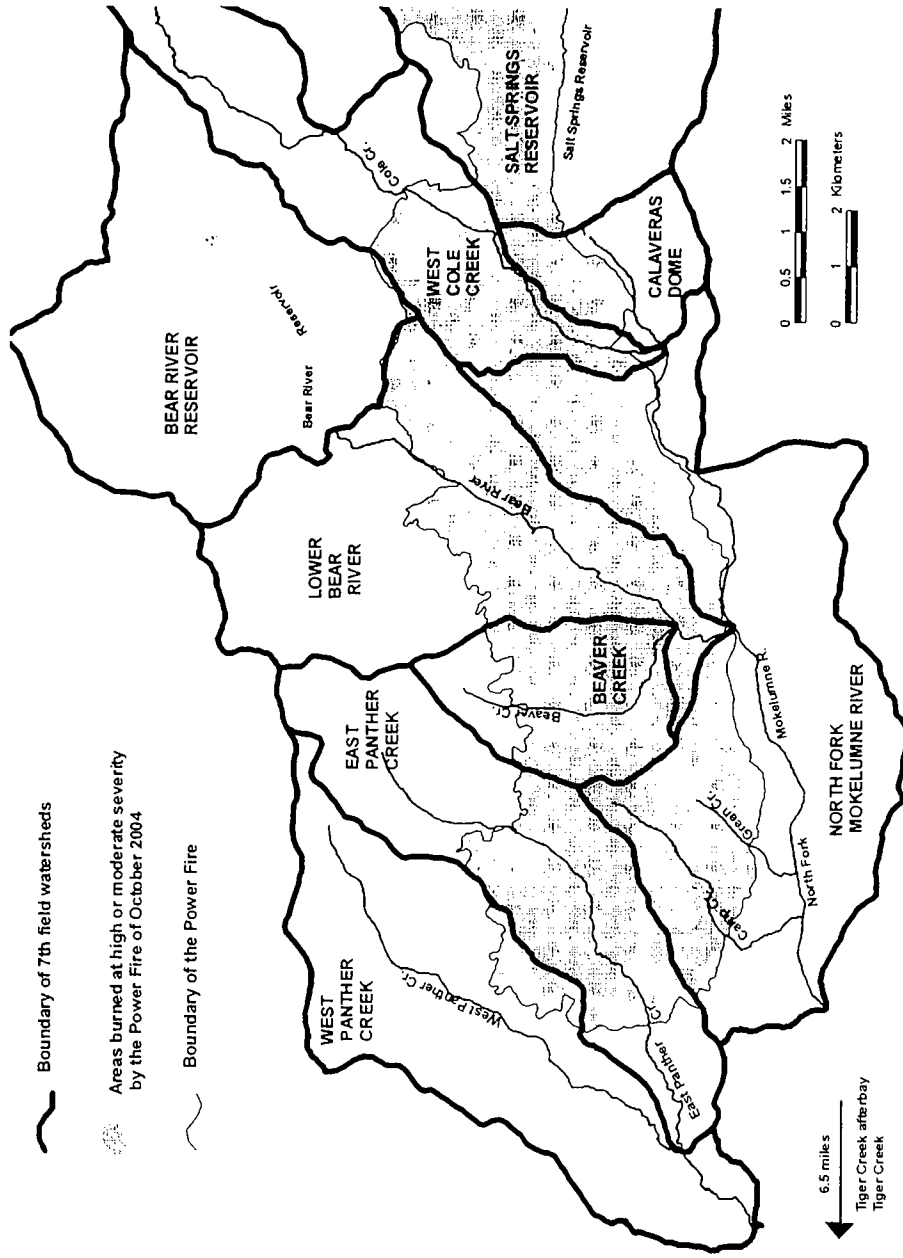 Boundary of 7th field watersheds
Areas burned at high or moderate severity
by the Power Fire of October 2004
Boundary of the Power Fire
BEAR RIVER
RESERVOIR
Bear River
Reservoir
Cole Cr.
WEST
COLE
CREEK
SALT SPRINGS
RESERVOIR
Salt Springs Reservoir
CALAVERAS
DOME
LOWER
BEAR
RIVER
Bear River
EAST
PANTHER
CREEK
BEAVER
CREEK
Beaver Cr.
WEST
PANTHER
CREEK
West Panther Cr.
East Panther Cr.
Camp Cr.
Green Cr.
North Fork
Mokelumne R.
NORTH FORK
MOKELUMNE RIVER
0 0.5 1 1.5 2 Miles
0 1 2 Kilometers
6.5 miles
Tiger Creek afterbay
Tiger Creek